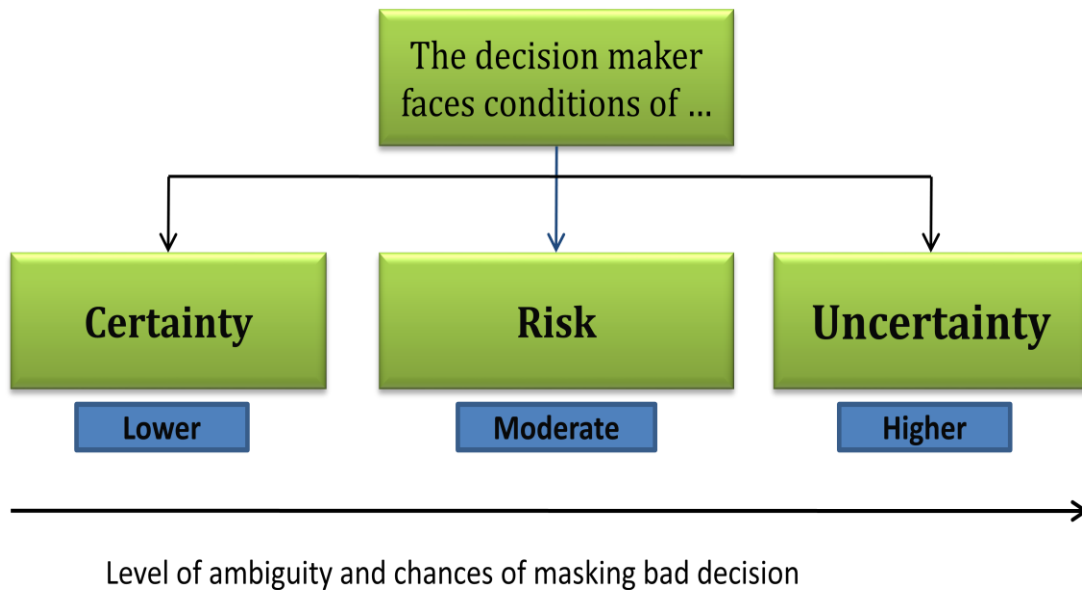 The decision maker
faces conditions of ...
Certainty
Risk
Uncertainty
Lower
Moderate
Higher
Level of ambiguity and chances of masking bad decision